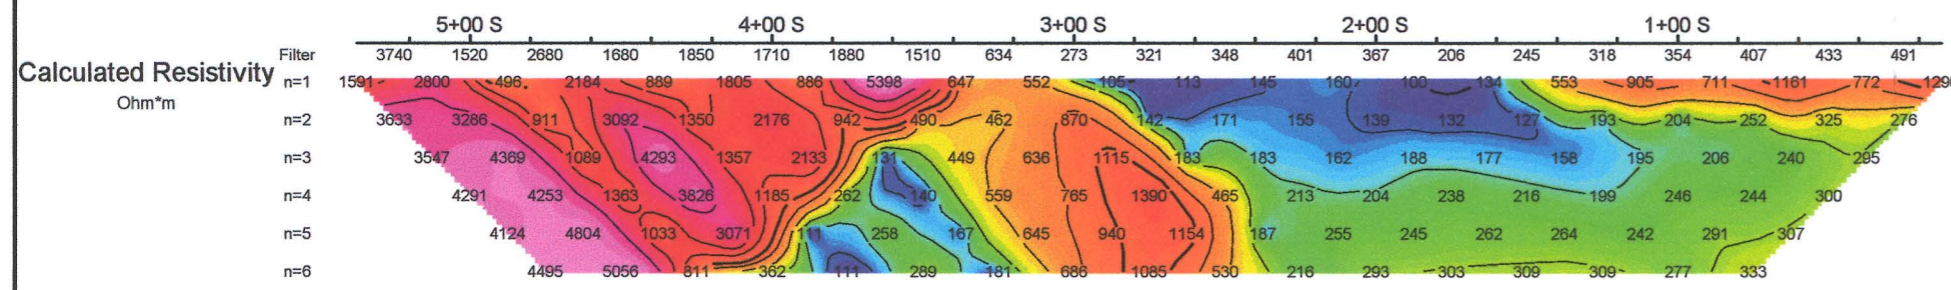 5+00 S 4+00 S 3+00 S 2+00 S 1+00 S
Filter 3740 1520 2680 1680 1850 1710 1880 1510 634 273 321 348 401 367 206 245 318 354 407 433 491
Calculated Resistivity
Ohm*m
n=1 1591 2800 496 2184 889 1805 886 5398 647 552 105 113 145 160 100 134 553 905 711 1161 772
n=2 3633 3286 911 3092 1350 2176 942 490 462 870 142 171 155 139 132 127 193 204 252 325 276
n=3 3547 4369 1089 4293 1357 2133 131 449 636 1115 183 183 162 188 177 158 195 206 240 295
n=4 4291 4253 1363 3826 1185 262 140 559 765 1390 465 213 204 238 216 199 246 244 300
n=5 4124 4804 1033 3071 111 258 167 645 940 1154 187 255 245 262 264 242 291 307
n=6 4495 5056 811 362 111 289 181 686 1085 530 216 293 303 309 309 277 333